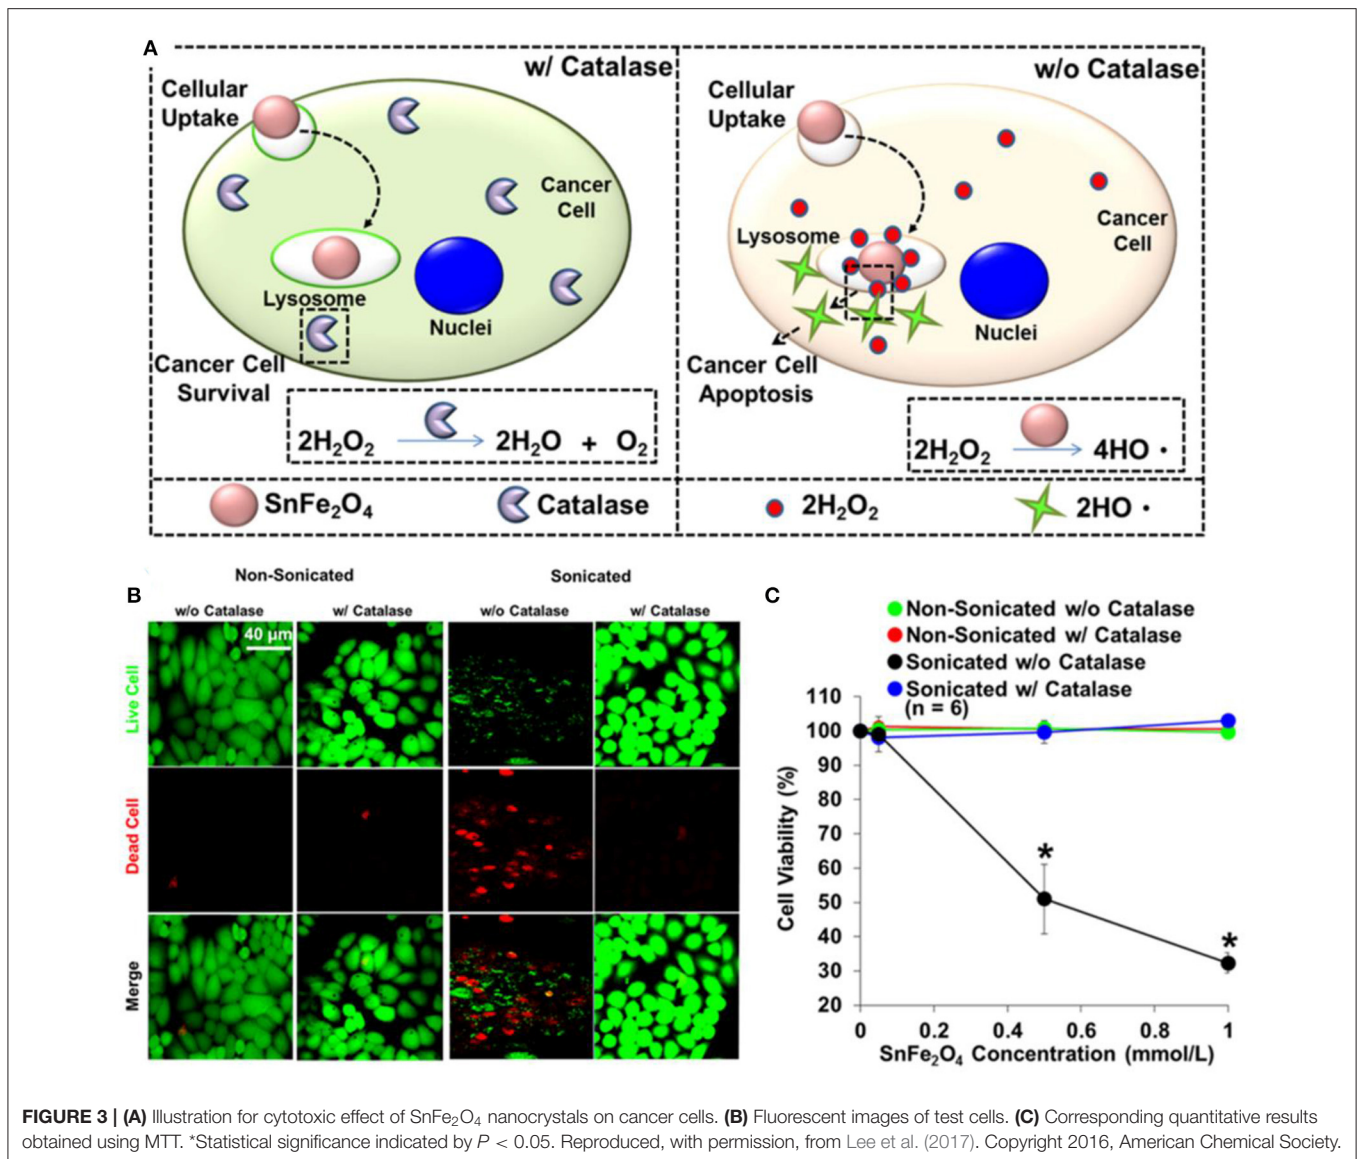 A
w/ Catalase
Cellular
Uptake
Cancer
Cell
Lysosome
Nuclei
Cancer Cell
Survival
2H₂O₂ 2H₂O + O₂
SnFe₂O₄ Catalase
w/o Catalase
Cellular
Uptake
Lysosome
Cancer
Cell
Nuclei
Cancer Cell
Apoptosis
2H₂O₂ 4HO ·
2H₂O₂ 2HO ·
B
Non-Sonicated Sonicated
w/o Catalase w/ Catalase w/o Catalase w/ Catalase
40 µm
Live Cell
Dead Cell
Merge
C
Non-Sonicated w/o Catalase
Non-Sonicated w/ Catalase
Sonicated w/o Catalase
Sonicated w/ Catalase
(n = 6)
Cell Viability (%)
110
100
90
80
70
60
50
40
30
20
*
*
0 0.2 0.4 0.6 0.8 1
SnFe₂O₄ Concentration (mmol/L)
FIGURE 3 | (A) Illustration for cytotoxic effect of SnFe₂O₄ nanocrystals on cancer cells. (B) Fluorescent images of test cells. (C) Corresponding quantitative results
obtained using MTT. *Statistical significance indicated by P < 0.05. Reproduced, with permission, from Lee et al. (2017). Copyright 2016, American Chemical Society.